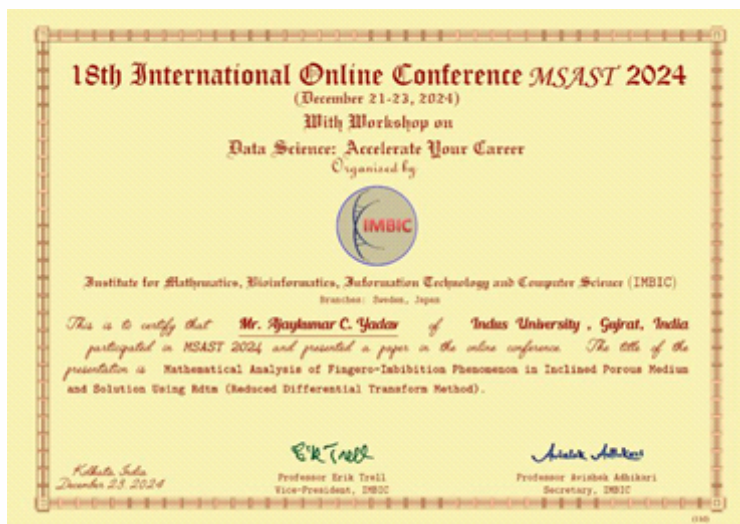 18th International Online Conference MSAST 2024
(December 21-23, 2024)
With Workshop on
Data Science: Accelerate Your Career
Organised by
IMBIC
Institute for Mathematics, Bioinformatics, Information Technology and Computer Science (IMBIC)
Branches: Sweden, Japan
This is to certify that Mr. Ajaykumar C. Yadav of Indus University , Gujrat, India
participated in MSAST 2024 and presented a paper in the online conference. The title of the
presentation is Mathematical Analysis of Fingero-Imbibition Phenomenon in Inclined Porous Medium
and Solution Using Rdtm (Reduced Differential Transform Method).
Erik Trell
Avishek Adhikari
Kolkata, India
December 23, 2024
Professor Erik Trell
Vice-President, IMBIC
Professor Avishek Adhikari
Secretary, IMBIC